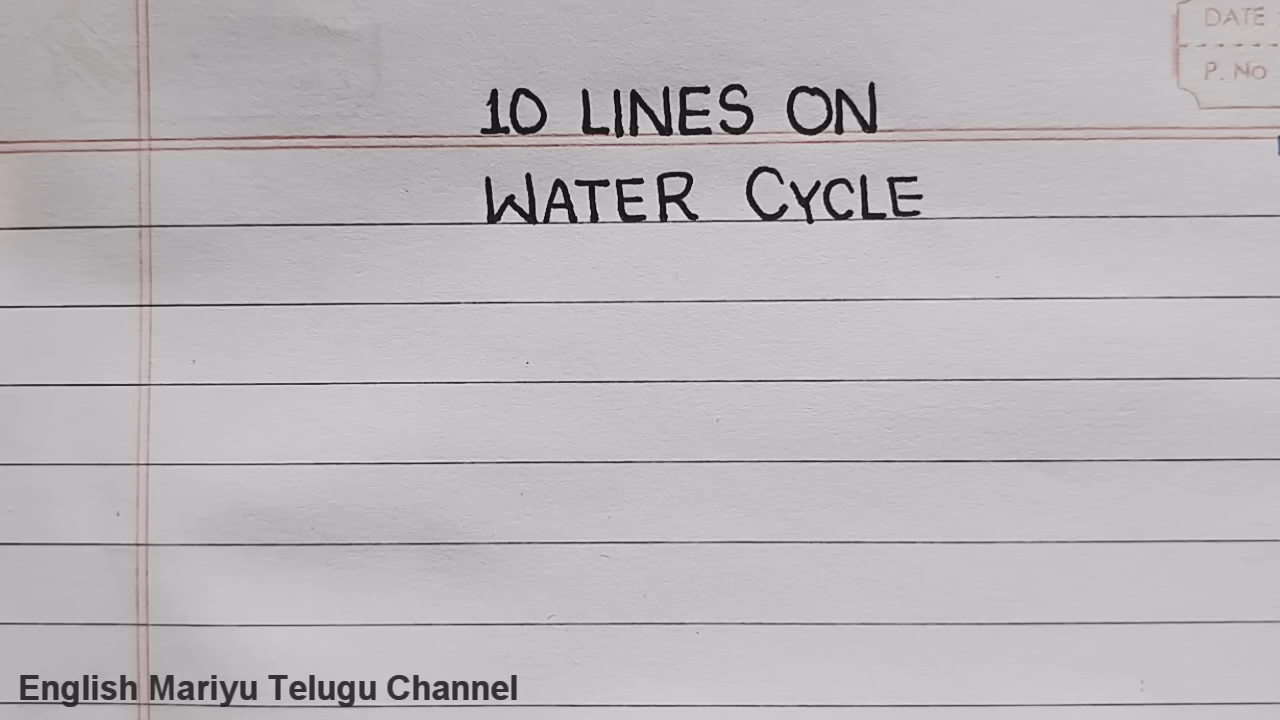 DATE
P. No
10 LINES ON
WATER CYCLE
English Mariyu Telugu Channel